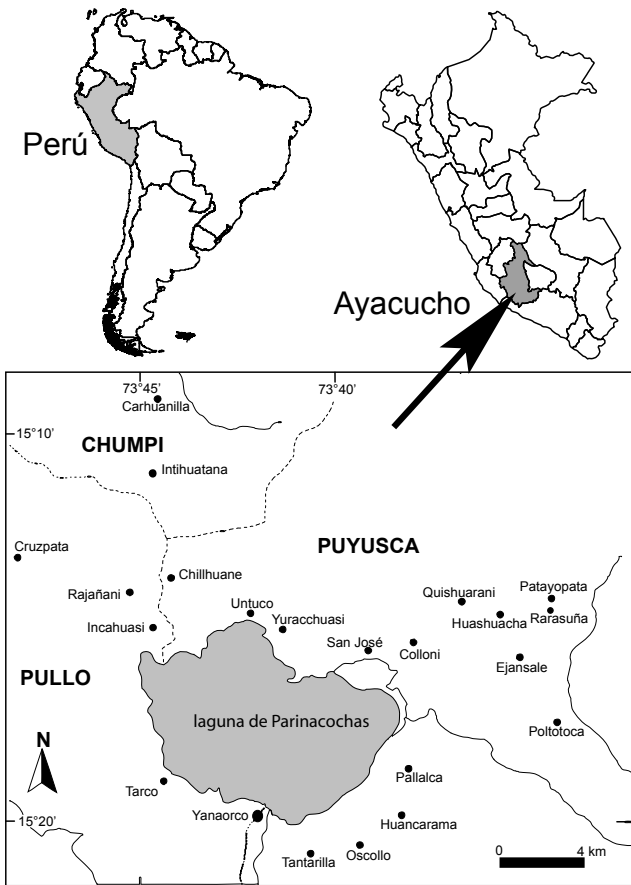 Perú
Ayacucho
73°45' 73°40'
Carhuanilla
15°10'
CHUMPI
Intihuatana
PUYUSCA
Cruzpata
Chillhuane
Rajañani
Quishuarani
Patayopata
Untuco
Huashuacha
Rarasuña
Yuracchuasi
Incahuasi
San José
Colloni
Ejansale
PULLO
laguna de Parinacochas
Poltotoca
N
Pallalca
Tarco
Yanaorco
Huancarama
15°20'
Oscollo
Tantarilla
0 4 km